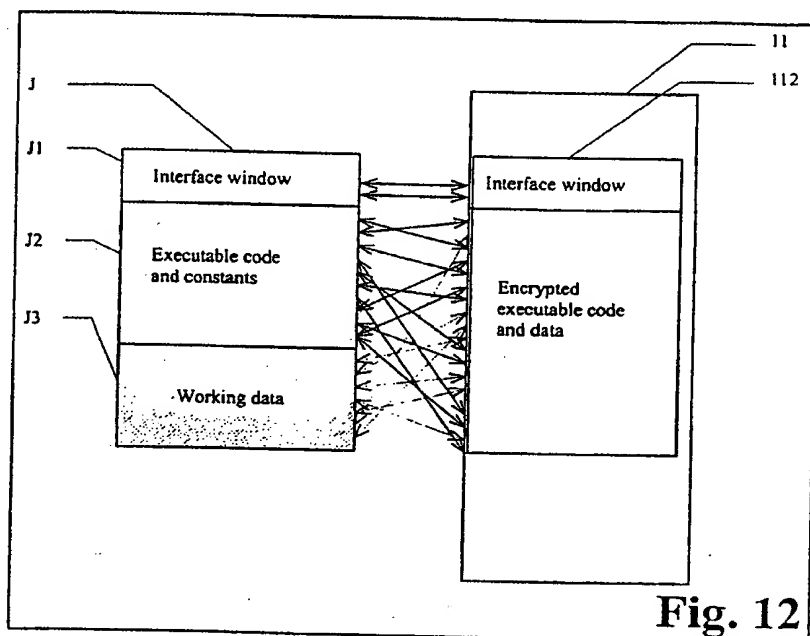 I1
J
I12
J1
Interface window
Interface window
J2
Executable code
and constants
Encrypted
executable code
and data
J3
Working data
Fig. 12